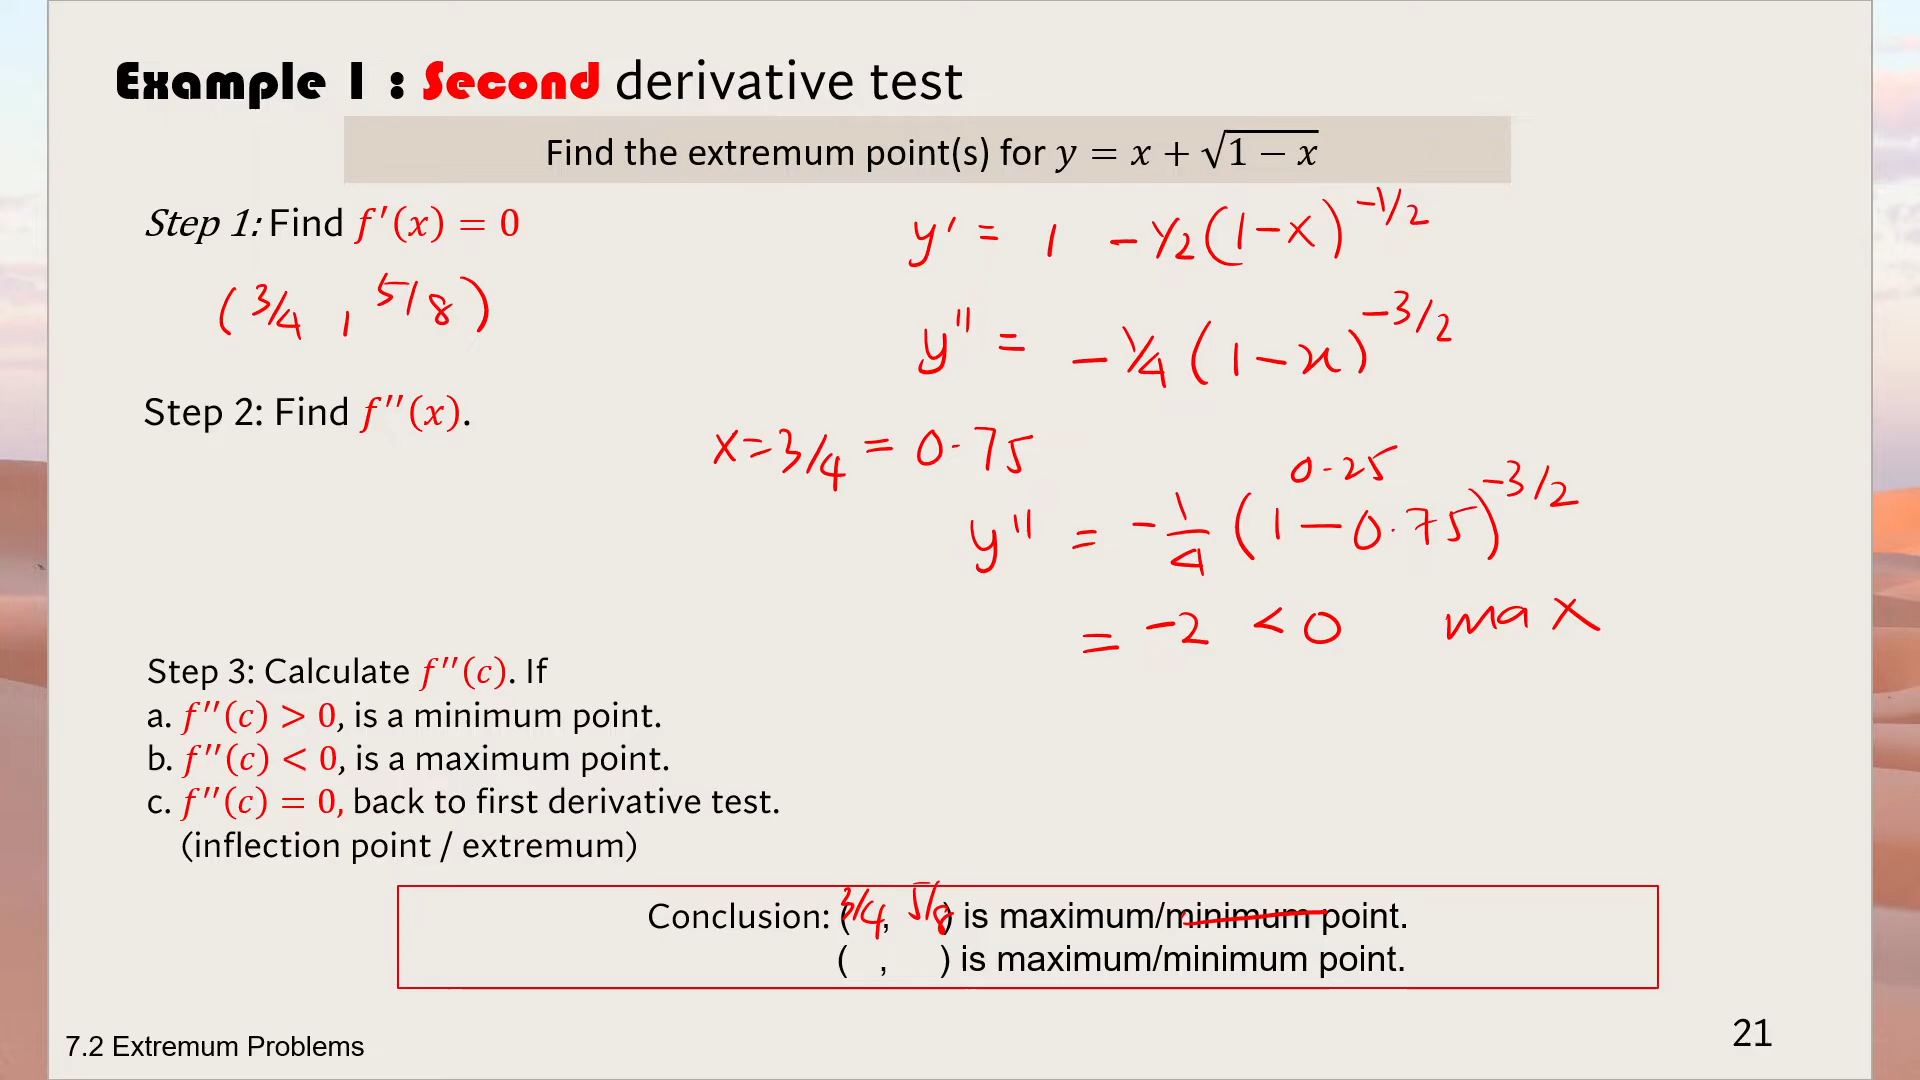 Example 1 : Second derivative test
Find the extremum point(s) for y = x + √(1 − x)
Step 1: Find f′(x) = 0
y' = 1 − 1/2 (1−x)^(−1/2)
(3/4 , 5/8)
y'' = − 1/4 (1−x)^(−3/2)
Step 2: Find f′′(x).
x = 3/4 = 0.75
0.25
y'' = − 1/4 (1 − 0.75)^(−3/2)
= −2 < 0 max
Step 3: Calculate f′′(c). If
a. f′′(c) > 0, is a minimum point.
b. f′′(c) < 0, is a maximum point.
c. f′′(c) = 0, back to first derivative test.
(inflection point / extremum)
Conclusion: (3/4, 5/8) is maximum/minimum point.
( , ) is maximum/minimum point.
7.2 Extremum Problems
21